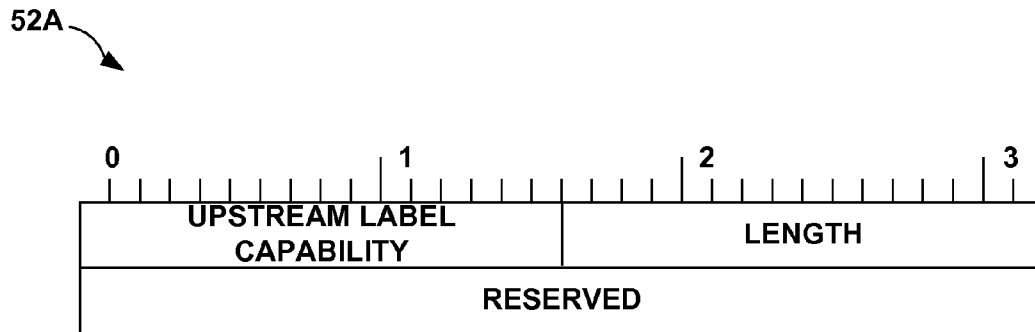 52A
0 1 2 3
UPSTREAM LABEL
CAPABILITY
LENGTH
RESERVED